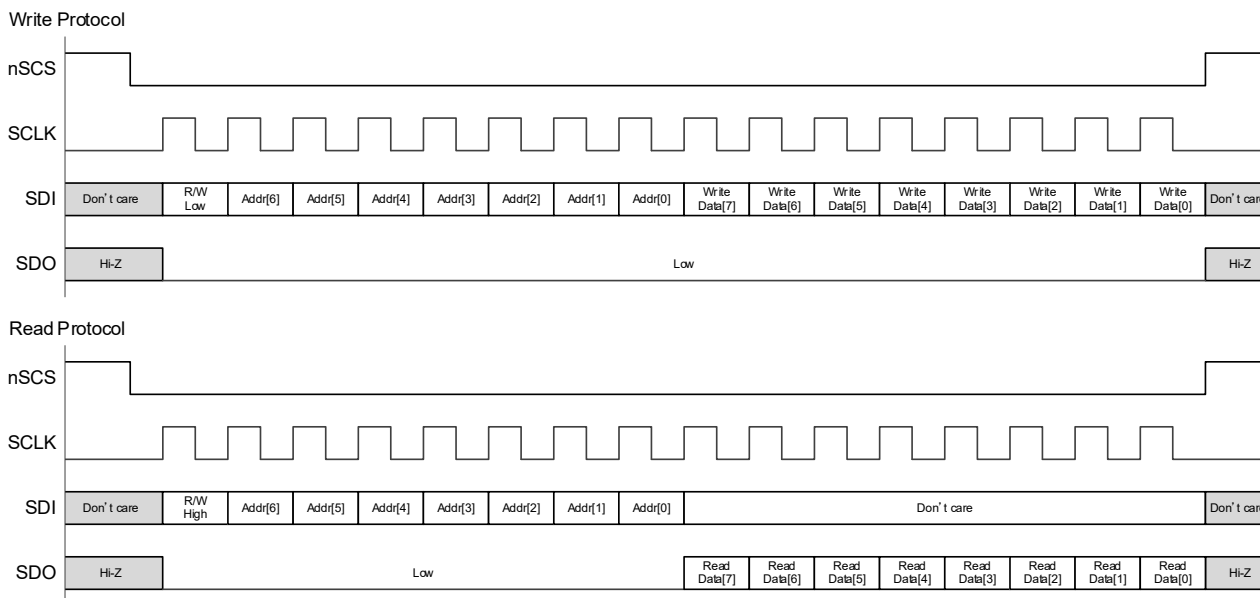 Write Protocol
nSCS
SCLK
SDI
Don't care
R/W
Low
Addr[6]
Addr[5]
Addr[4]
Addr[3]
Addr[2]
Addr[1]
Addr[0]
Write
Data[7]
Write
Data[6]
Write
Data[5]
Write
Data[4]
Write
Data[3]
Write
Data[2]
Write
Data[1]
Write
Data[0]
Don't care
SDO
Hi-Z
Low
Hi-Z
Read Protocol
nSCS
SCLK
SDI
Don't care
R/W
High
Addr[6]
Addr[5]
Addr[4]
Addr[3]
Addr[2]
Addr[1]
Addr[0]
Don't care
Don't care
SDO
Hi-Z
Low
Read
Data[7]
Read
Data[6]
Read
Data[5]
Read
Data[4]
Read
Data[3]
Read
Data[2]
Read
Data[1]
Read
Data[0]
Hi-Z